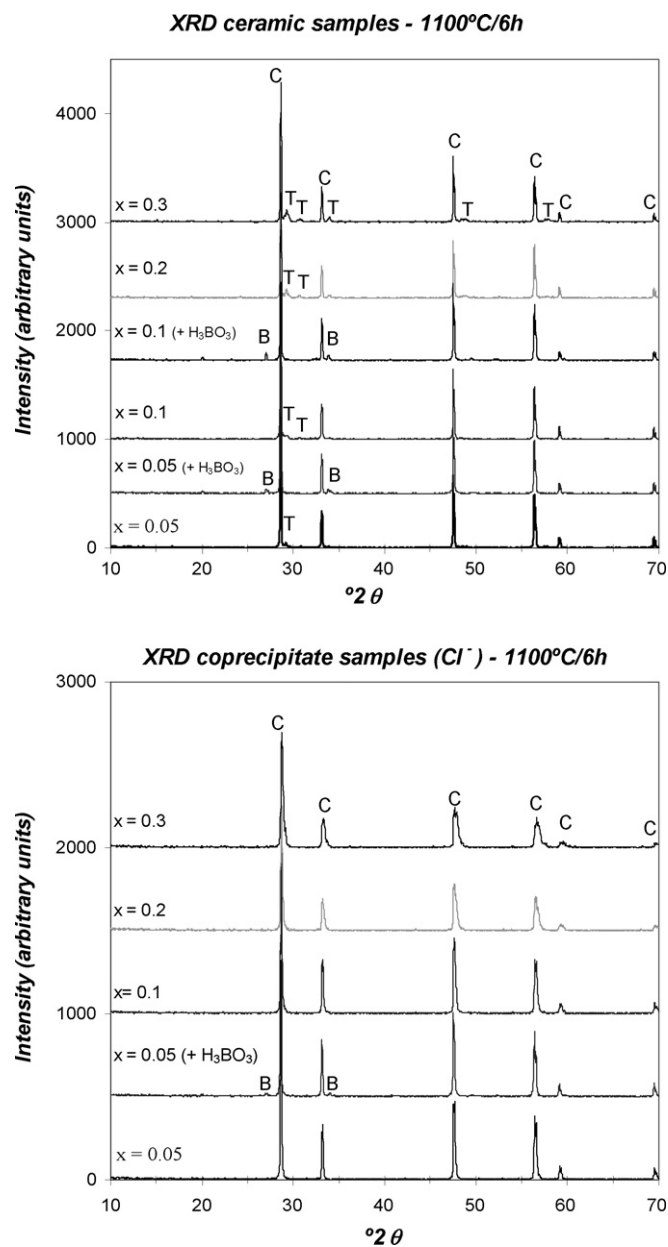 XRD ceramic samples - 1100ºC/6h
C
4000
C
C
C
x = 0.3
T
T
T
T
T
C
C
3000
x = 0.2
T
T
2000
x = 0.1 (+ H₃BO₃)
B
B
x = 0.1
T
T
1000
x = 0.05 (+ H₃BO₃)
B
B
x = 0.05
T
0
10
20
30
40
50
60
70
Intensity (arbitrary units)
º2 θ
XRD coprecipitate samples (Cl⁻) - 1100ºC/6h
3000
C
C
C
C
C
C
x = 0.3
2000
x = 0.2
x= 0.1
1000
x = 0.05 (+ H₃BO₃)
B
B
x = 0.05
0
10
20
30
40
50
60
70
Intensity (arbitrary units)
º2 θ